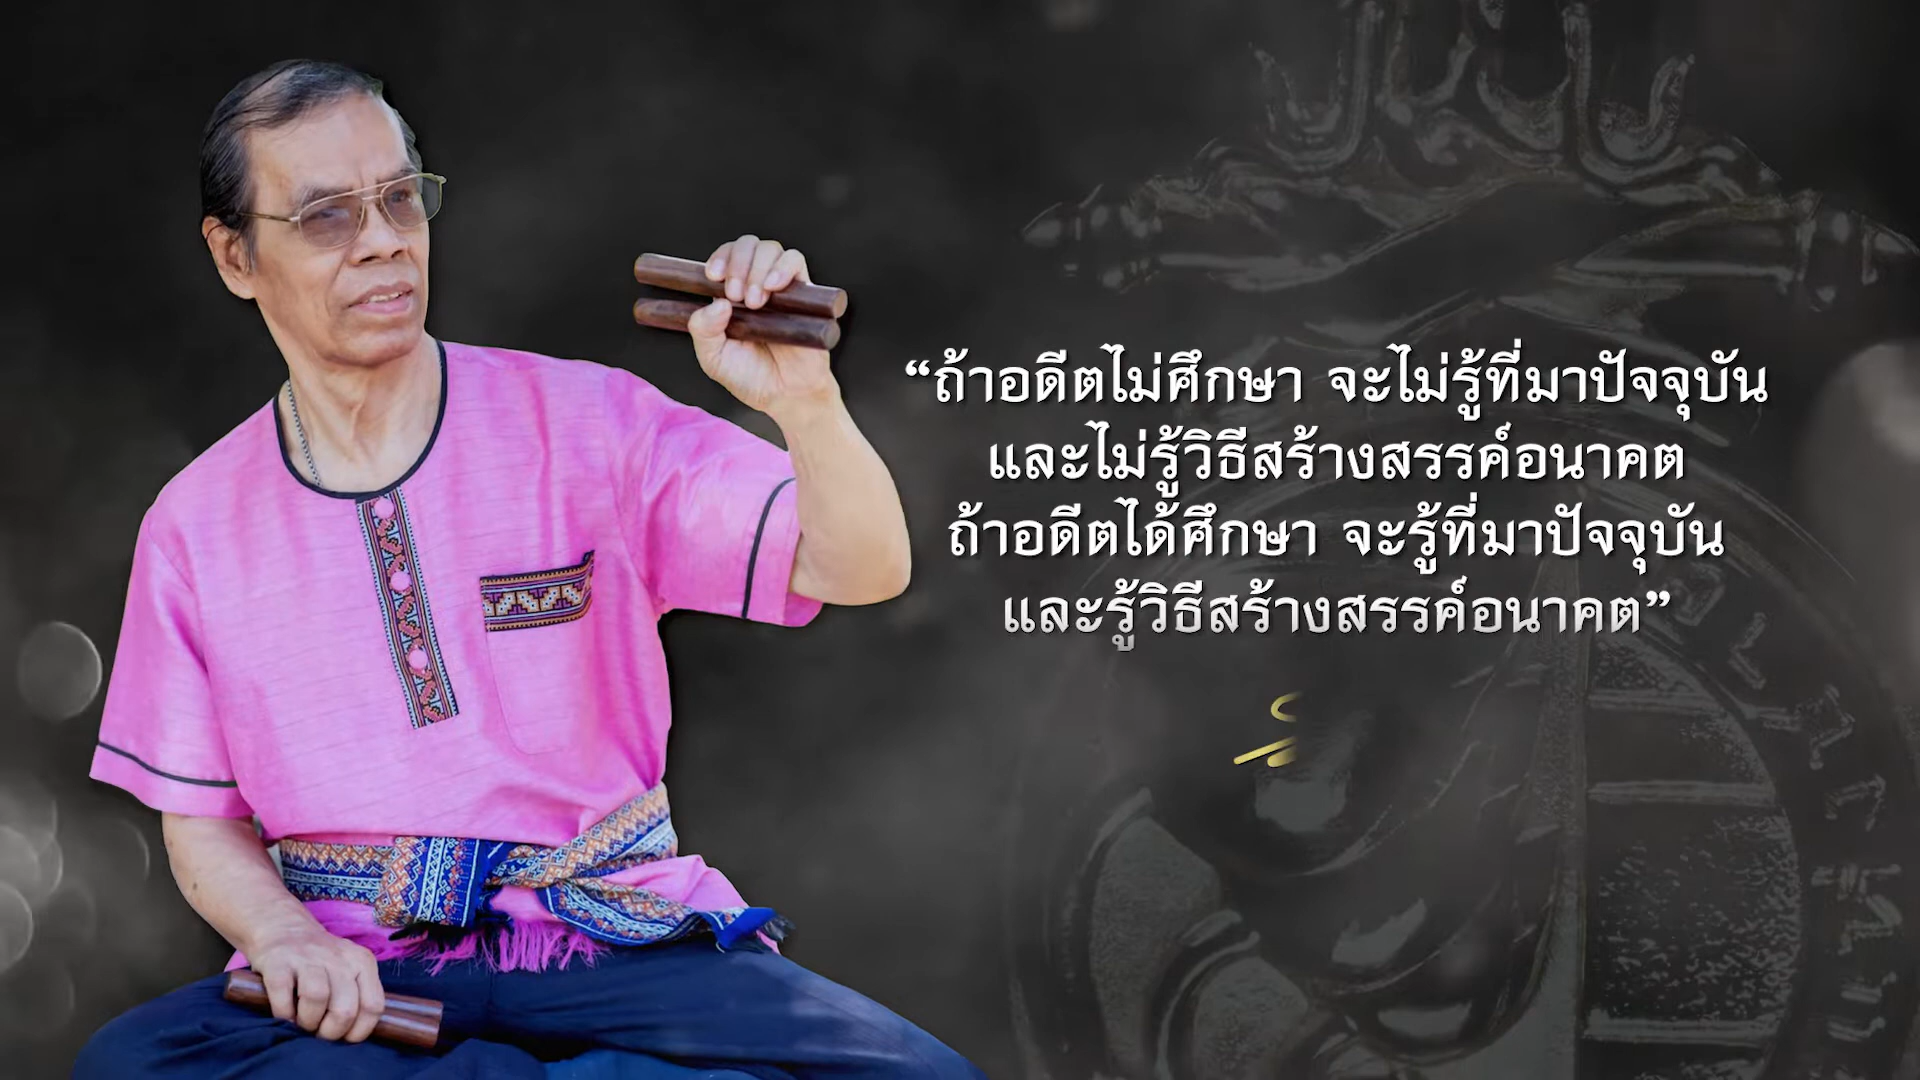 “ถ้าอดีตไม่ศึกษา จะไม่รู้ที่มาปัจจุบัน
และไม่รู้วิธีสร้างสรรค์อนาคต
ถ้าอดีตได้ศึกษา จะรู้ที่มาปัจจุบัน
และรู้วิธีสร้างสรรค์อนาคต”